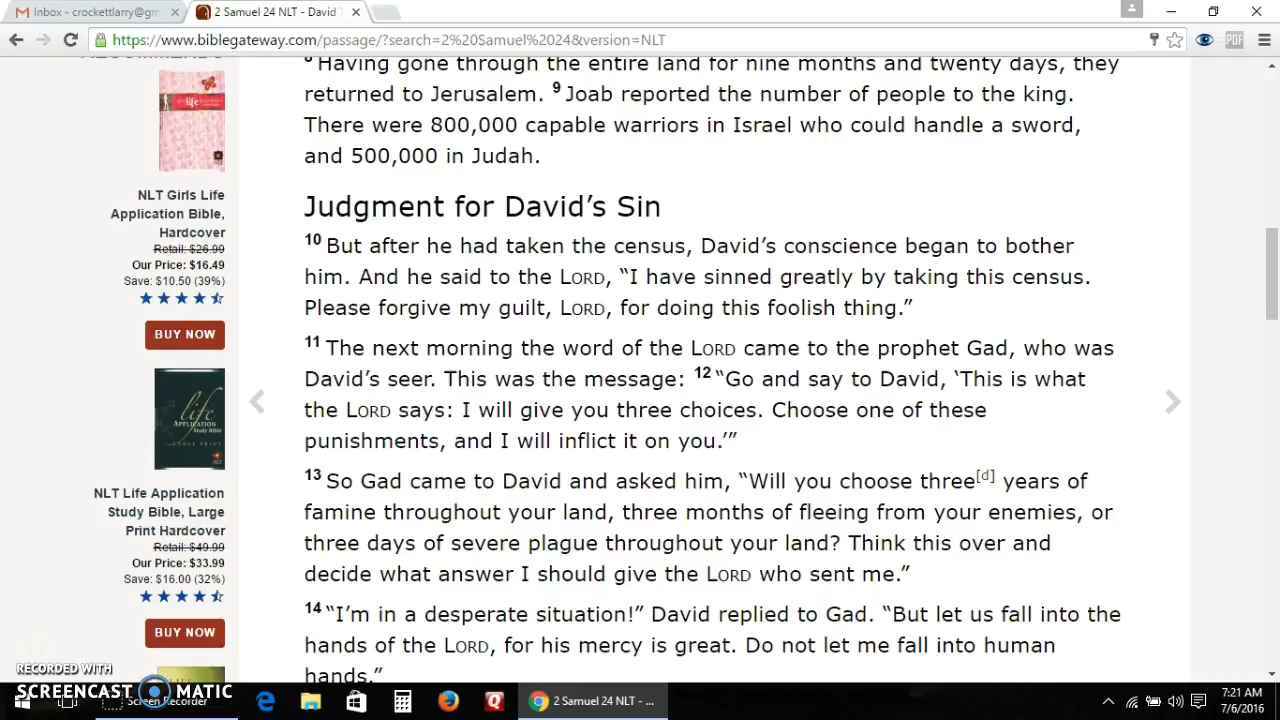 Inbox - crockettlarry@gm
2 Samuel 24 NLT - David
https://www.biblegateway.com/passage/?search=2%20Samuel%2024&version=NLT
PDF
8 Having gone through the entire land for nine months and twenty days, they
returned to Jerusalem. 9 Joab reported the number of people to the king.
There were 800,000 capable warriors in Israel who could handle a sword,
and 500,000 in Judah.
Judgment for David’s Sin
10 But after he had taken the census, David’s conscience began to bother
him. And he said to the LORD, “I have sinned greatly by taking this census.
Please forgive my guilt, LORD, for doing this foolish thing.”
11 The next morning the word of the LORD came to the prophet Gad, who was
David’s seer. This was the message: 12 “Go and say to David, ‘This is what
the LORD says: I will give you three choices. Choose one of these
punishments, and I will inflict it on you.’”
13 So Gad came to David and asked him, “Will you choose three[d] years of
famine throughout your land, three months of fleeing from your enemies, or
three days of severe plague throughout your land? Think this over and
decide what answer I should give the LORD who sent me.”
14 “I’m in a desperate situation!” David replied to Gad. “But let us fall into the
hands of the LORD, for his mercy is great. Do not let me fall into human
hands.”
life
NLT Girls Life
Application Bible,
Hardcover
Retail: $26.99
Our Price: $16.49
Save: $10.50 (39%)
BUY NOW
life
APPLICATION
Study Bible
NLT Life Application
Study Bible, Large
Print Hardcover
Retail: $49.99
Our Price: $33.99
Save: $16.00 (32%)
BUY NOW
RECORDED WITH
SCREENCAST MATIC
Screen Recorder
2 Samuel 24 NLT - ...
7:21 AM
7/6/2016